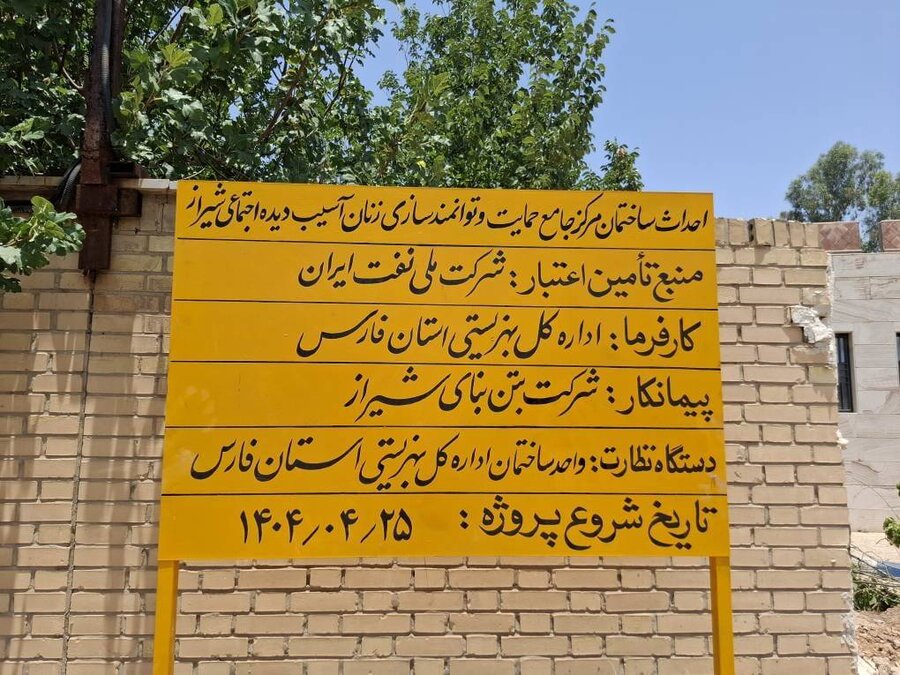 احداث ساختمان مرکز جامع حمایت و توانمندسازی زنان آسیب دیده اجتماعی شیراز
منبع تأمین اعتبار: شرکت ملی نفت ایران
کارفرما: اداره کل بهزیستی استان فارس
پیمانکار: شرکت بتن بنای شیراز
دستگاه نظارت: واحد ساختمان اداره کل بهزیستی استان فارس
تاریخ شروع پروژه: ۱۴۰۴٫۰۴٫۲۵